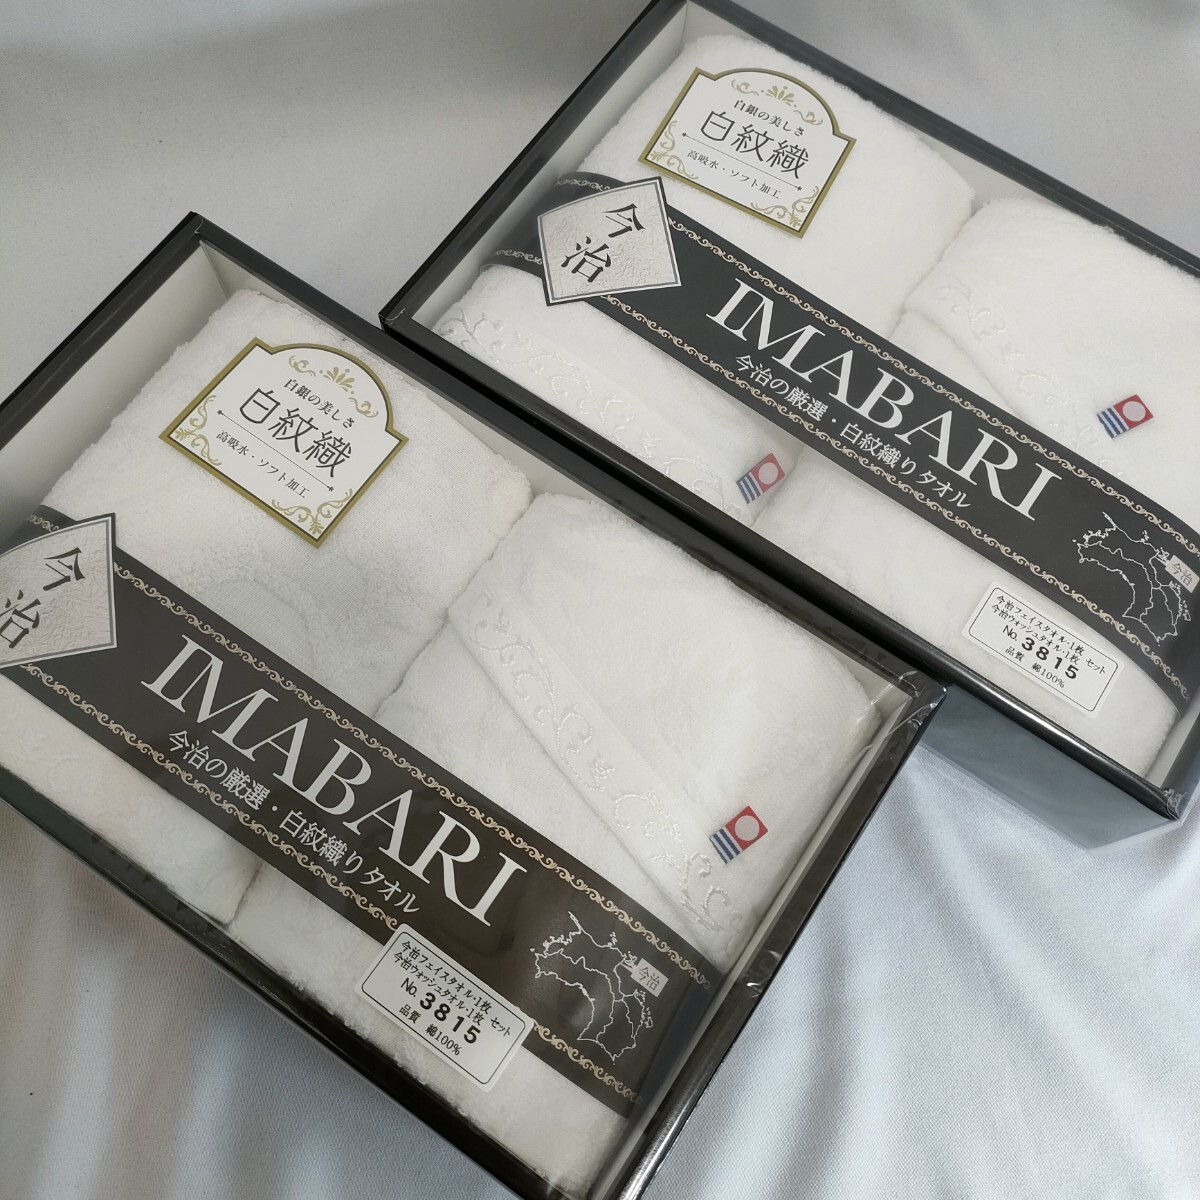 白銀の美しさ
白紋織
高吸水・ソフト加工
今治
IMABARI
今治の厳選・白紋織りタオル
今治
今治フェイスタオル・1枚 セット
今治ウォッシュタオル・1枚
No. 3815
品質 綿100%
白銀の美しさ
白紋織
高吸水・ソフト加工
今治
IMABARI
今治の厳選・白紋織りタオル
今治
今治フェイスタオル・1枚 セット
今治ウォッシュタオル・1枚
No. 3815
品質 綿100%